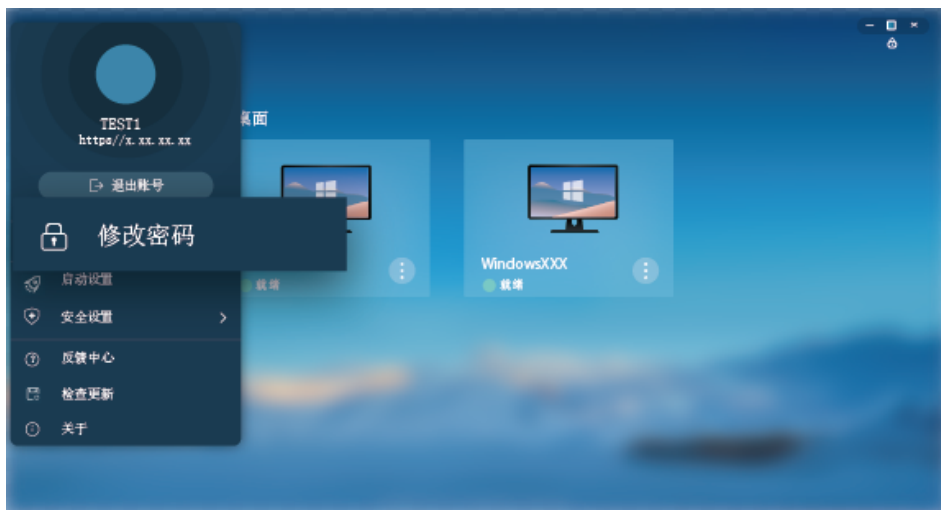 TEST1
https//x.xx.xx.xx
退出账号
修改密码
启动设置
安全设置
反馈中心
检查更新
关于
桌面
就绪
WindowsXXX
就绪